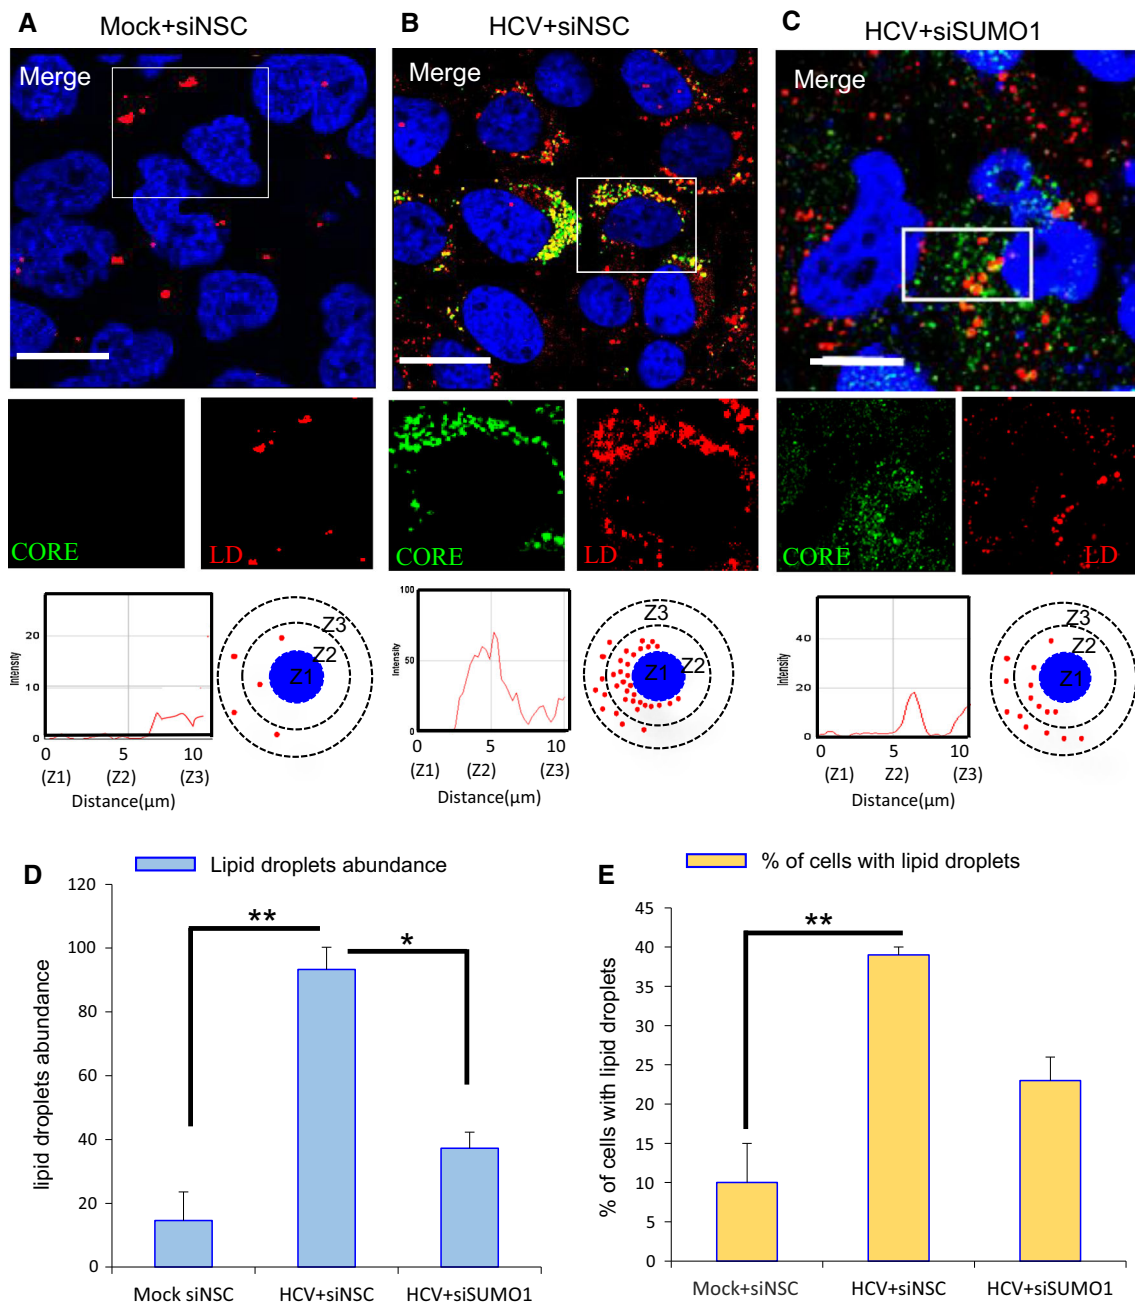 A
Mock+siNSC
B
HCV+siNSC
C
HCV+siSUMO1
Merge
Merge
Merge
CORE
LD
CORE
LD
CORE
LD
Intensity
20
10
0
0
5
10
(Z1)
(Z2)
(Z3)
Distance(µm)
Z3
Z2
Z1
Intensity
100
50
0
0
5
10
(Z1)
(Z2)
(Z3)
Distance(µm)
Z3
Z2
Z1
Intensity
40
20
0
0
5
10
(Z1)
Z2)
(Z3)
Distance(µm)
Z3
Z2
Z1
D
Lipid droplets abundance
lipid droplets abundance
120
100
80
60
40
20
0
**
*
Mock siNSC
HCV+siNSC
HCV+siSUMO1
E
% of cells with lipid droplets
% of cells with lipid droplets
45
40
35
30
25
20
15
10
5
0
**
Mock+siNSC
HCV+siNSC
HCV+siSUMO1